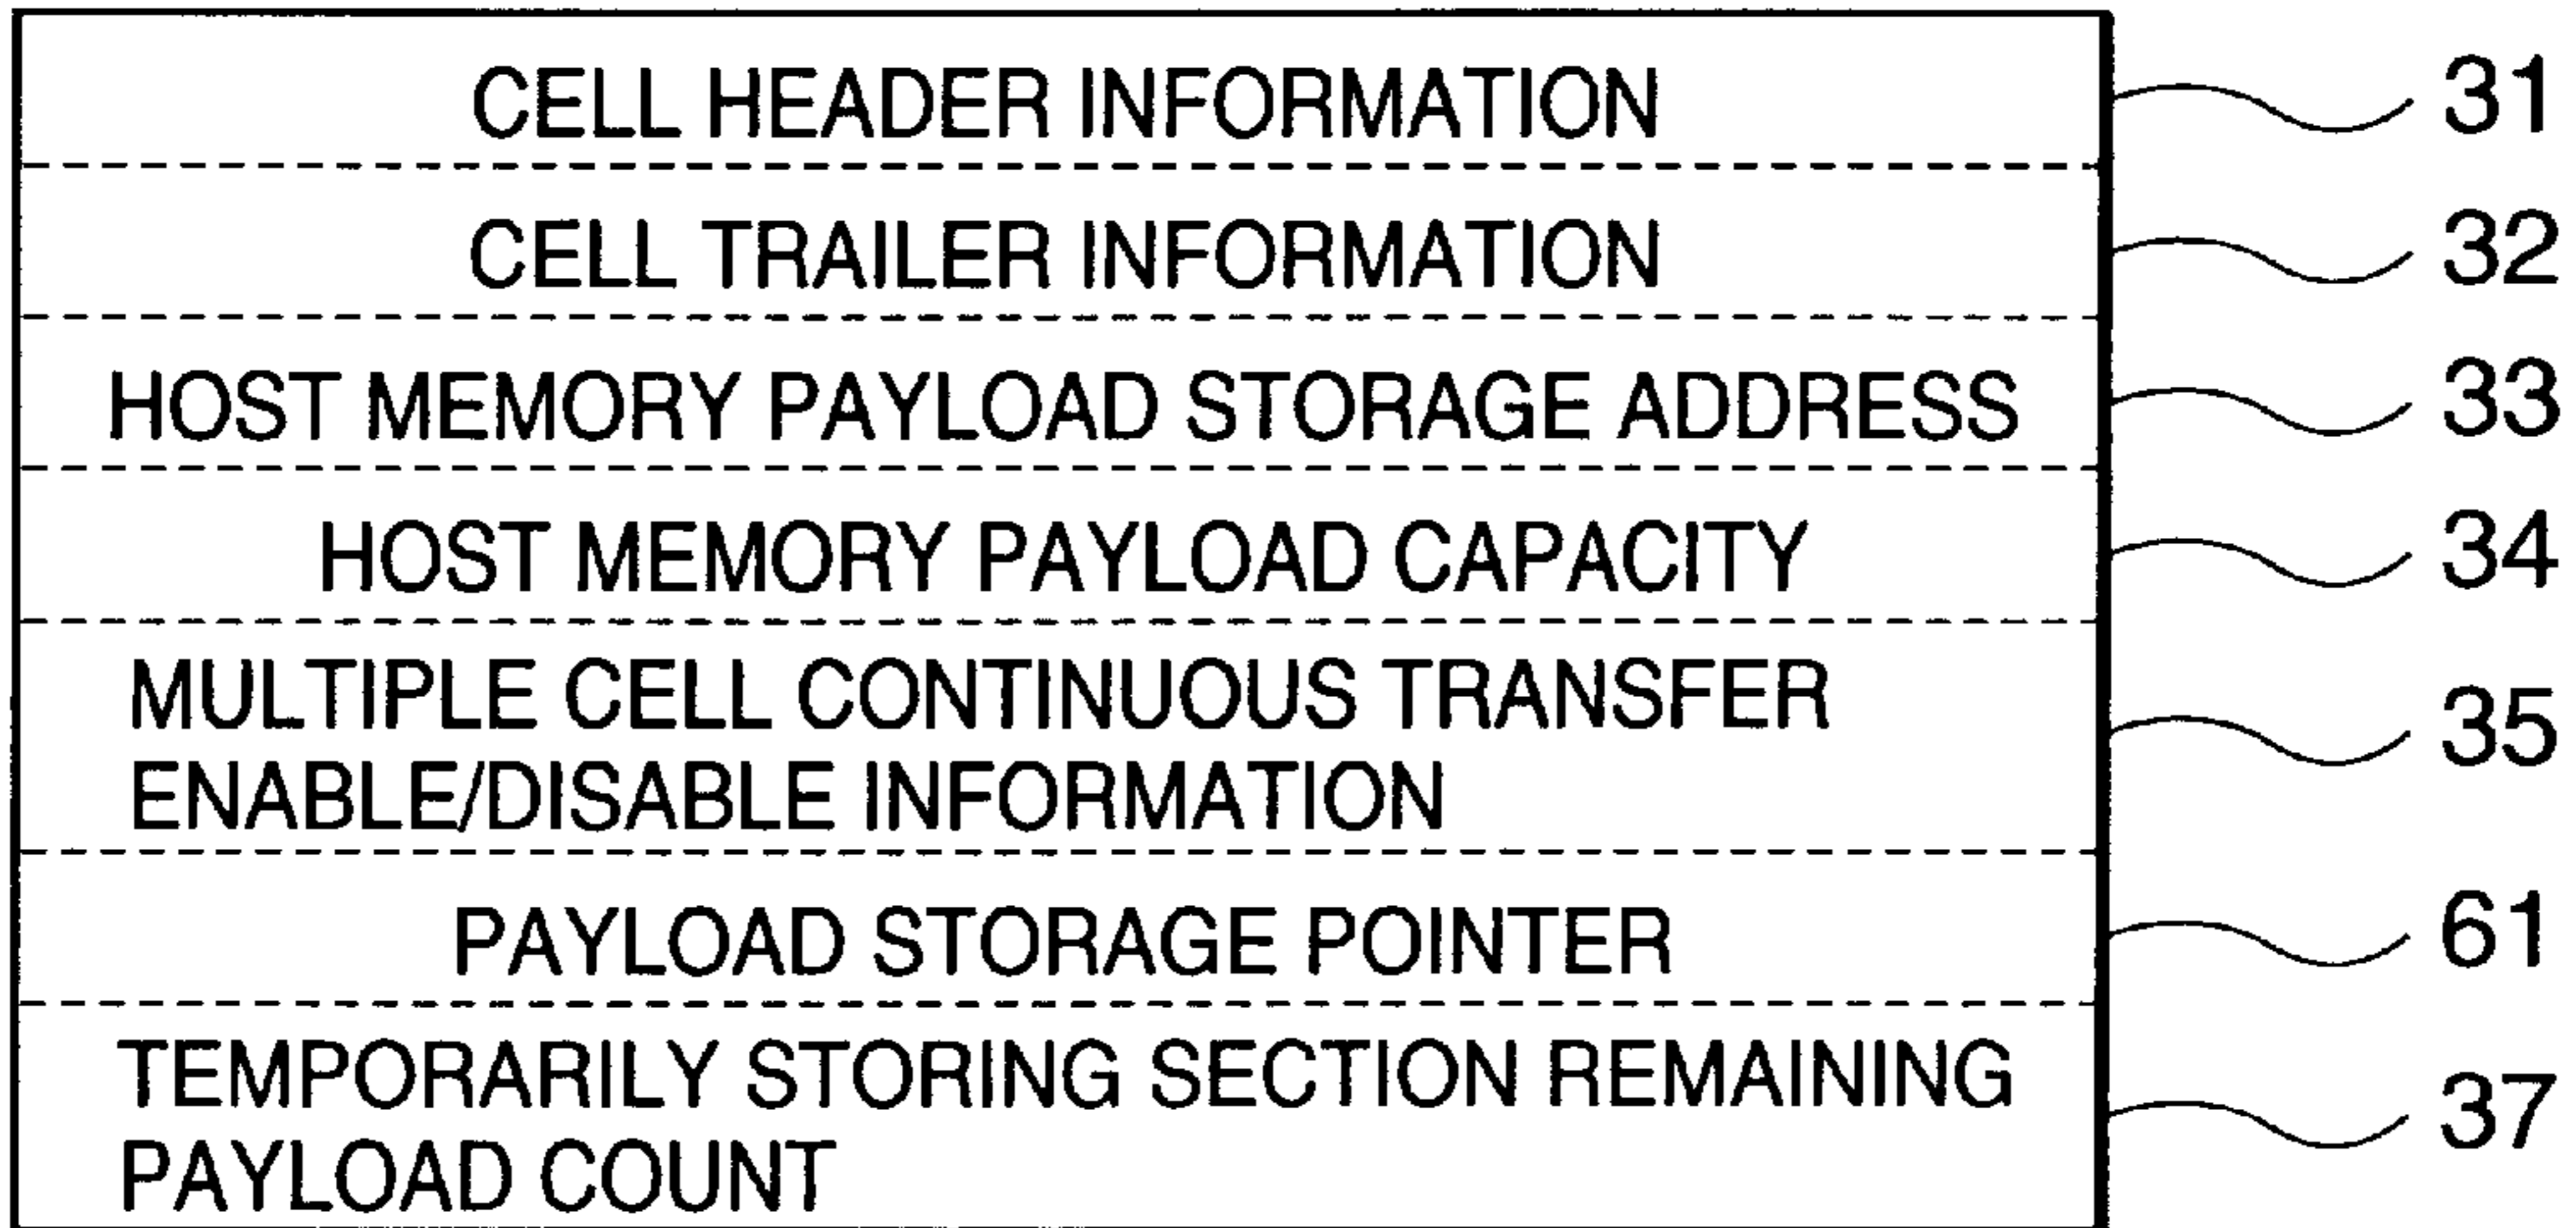 CELL HEADER INFORMATION 31
CELL TRAILER INFORMATION 32
HOST MEMORY PAYLOAD STORAGE ADDRESS 33
HOST MEMORY PAYLOAD CAPACITY 34
MULTIPLE CELL CONTINUOUS TRANSFER
ENABLE/DISABLE INFORMATION 35
PAYLOAD STORAGE POINTER 61
TEMPORARILY STORING SECTION REMAINING
PAYLOAD COUNT 37